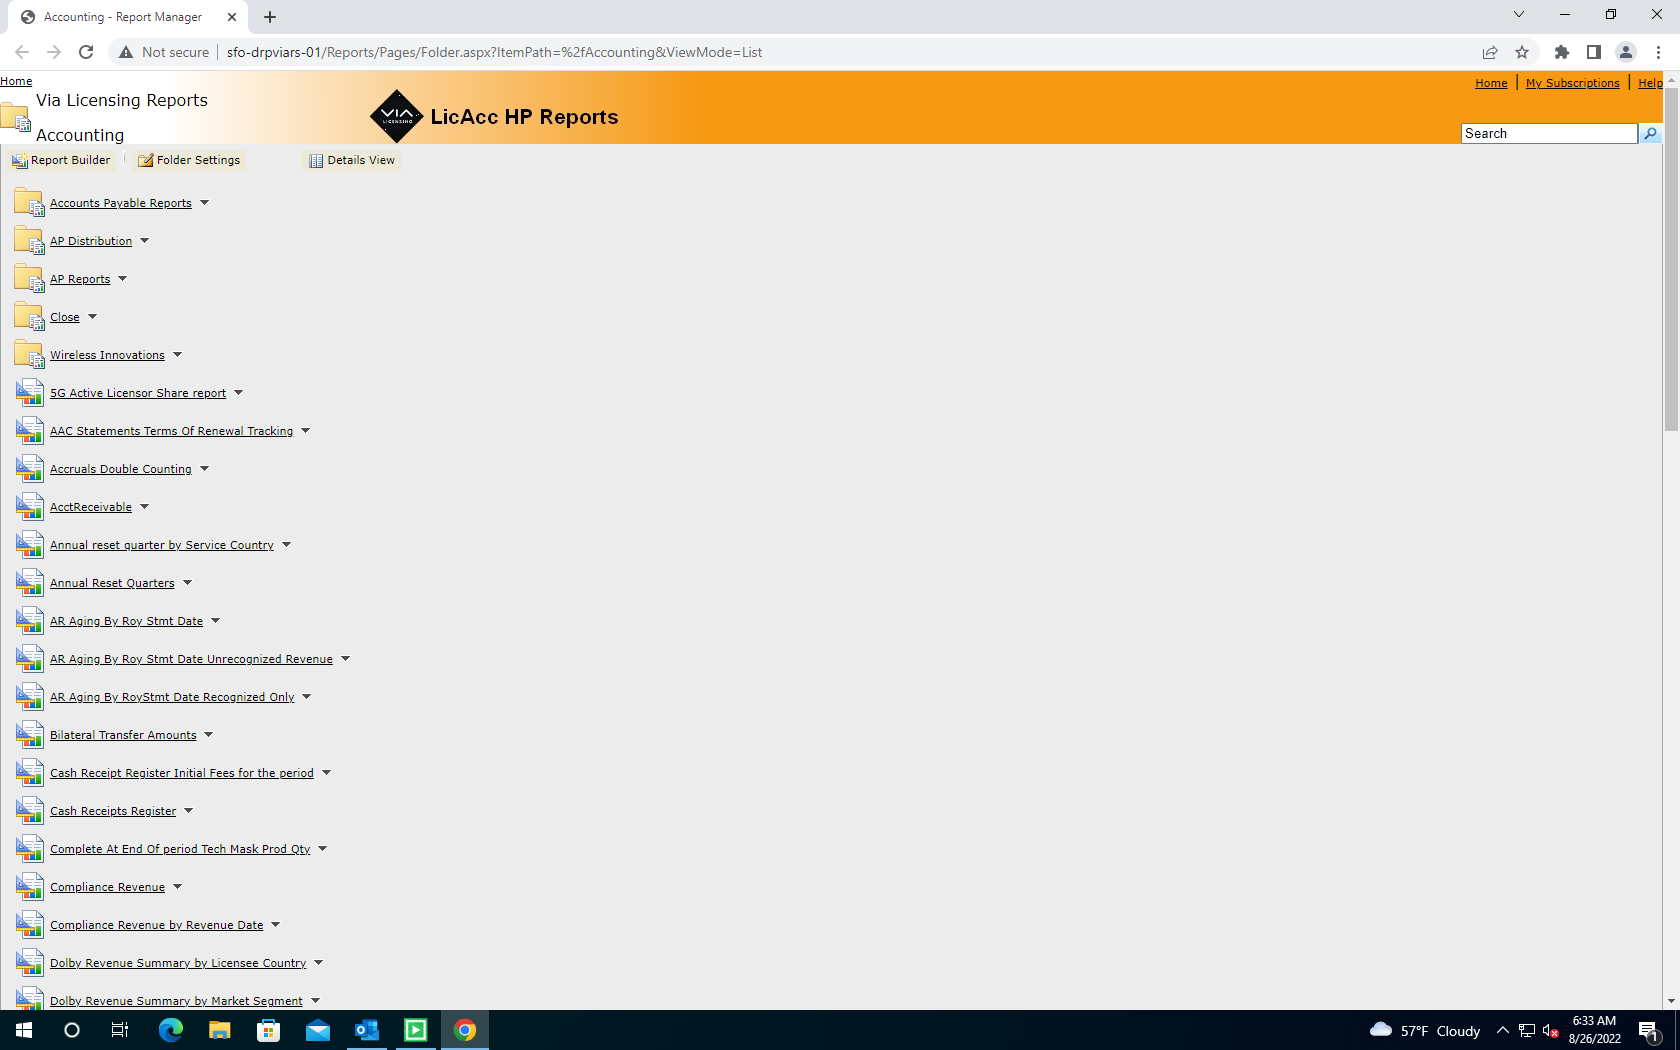 Accounting - Report Manager
Not secure
sfo-drpviars-01/Reports/Pages/Folder.aspx?ItemPath=%2fAccounting&ViewMode=List
Home
Home | My Subscriptions | Help
Via Licensing Reports
Accounting
VIA
LICENSING
LicAcc HP Reports
Search
Report Builder
Folder Settings
Details View
Accounts Payable Reports
AP Distribution
AP Reports
Close
Wireless Innovations
5G Active Licensor Share report
AAC Statements Terms Of Renewal Tracking
Accruals Double Counting
AcctReceivable
Annual reset quarter by Service Country
Annual Reset Quarters
AR Aging By Roy Stmt Date
AR Aging By Roy Stmt Date Unrecognized Revenue
AR Aging By RoyStmt Date Recognized Only
Bilateral Transfer Amounts
Cash Receipt Register Initial Fees for the period
Cash Receipts Register
Complete At End Of period Tech Mask Prod Qty
Compliance Revenue
Compliance Revenue by Revenue Date
Dolby Revenue Summary by Licensee Country
Dolby Revenue Summary by Market Segment
57°F Cloudy
6:33 AM
8/26/2022
1